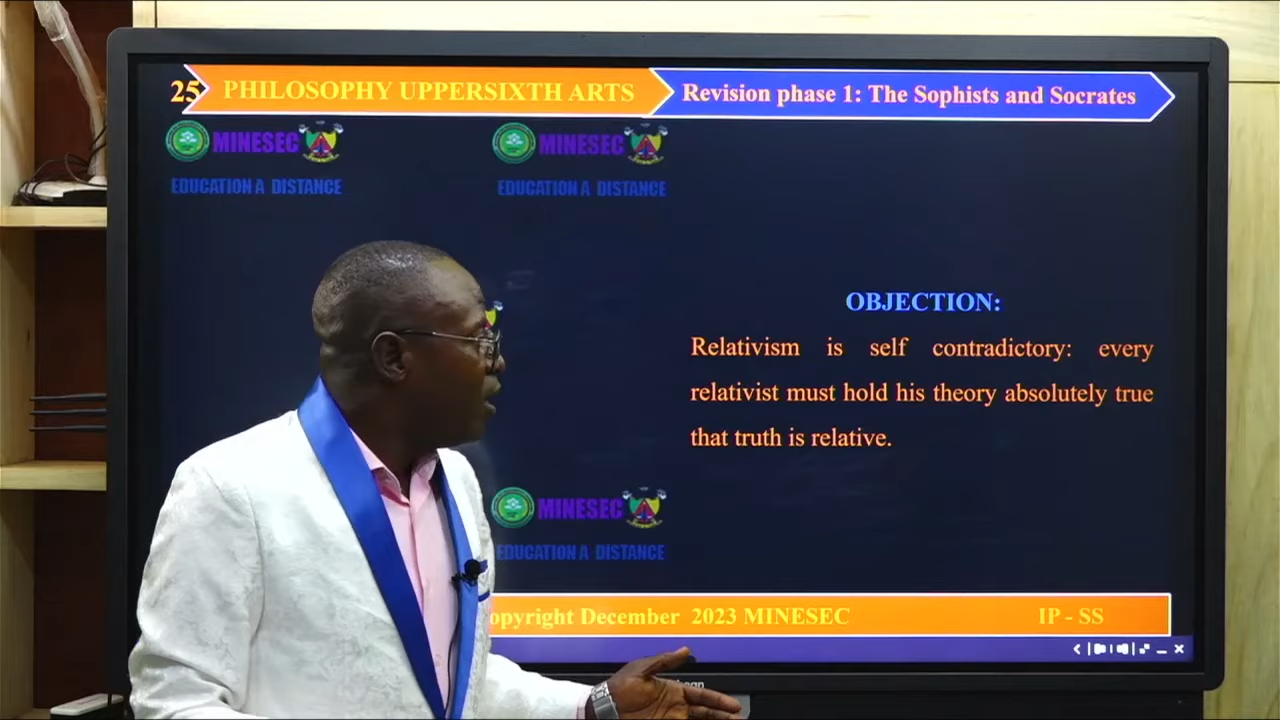 25 PHILOSOPHY UPPERSIXTH ARTS Revision phase 1: The Sophists and Socrates
MINESEC MINESEC
EDUCATION A DISTANCE EDUCATION A DISTANCE
OBJECTION:
Relativism is self contradictory: every
relativist must hold his theory absolutely true
that truth is relative.
MINESEC
EDUCATION A DISTANCE
opyright December 2023 MINESEC IP - SS